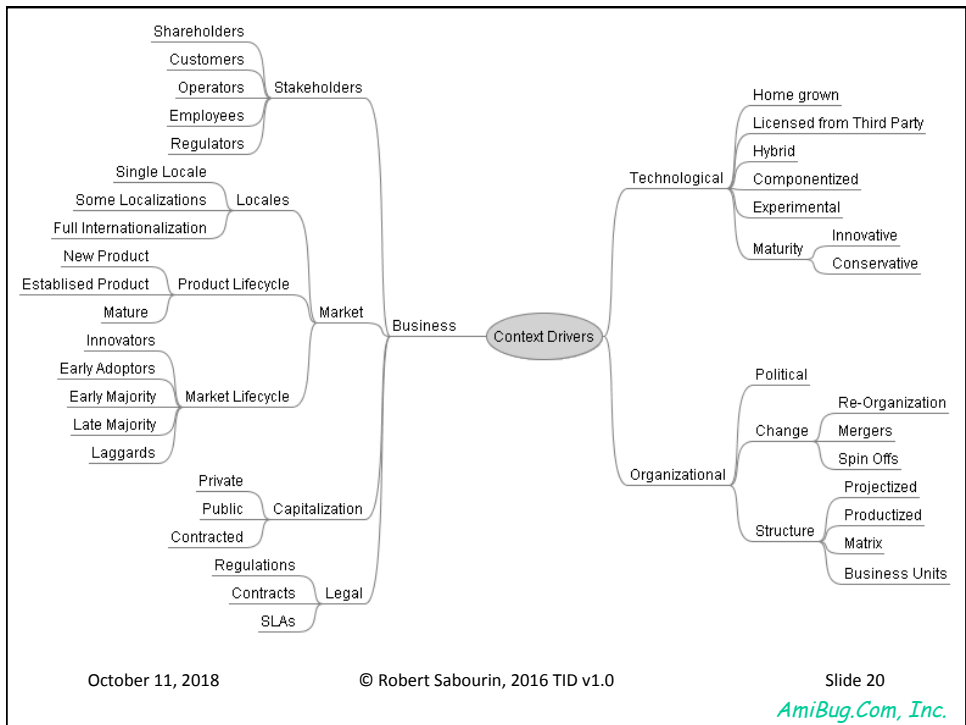 Shareholders
Customers
Operators
Employees
Regulators
Stakeholders
Single Locale
Some Localizations
Full Internationalization
Locales
New Product
Establised Product
Mature
Product Lifecycle
Innovators
Early Adoptors
Early Majority
Late Majority
Laggards
Market Lifecycle
Market
Private
Public
Contracted
Capitalization
Regulations
Contracts
SLAs
Legal
Business
Context Drivers
Technological
Home grown
Licensed from Third Party
Hybrid
Componentized
Experimental
Maturity
Innovative
Conservative
Organizational
Political
Change
Re-Organization
Mergers
Spin Offs
Structure
Projectized
Productized
Matrix
Business Units
October 11, 2018
© Robert Sabourin, 2016 TID v1.0
Slide 20
AmiBug.Com, Inc.